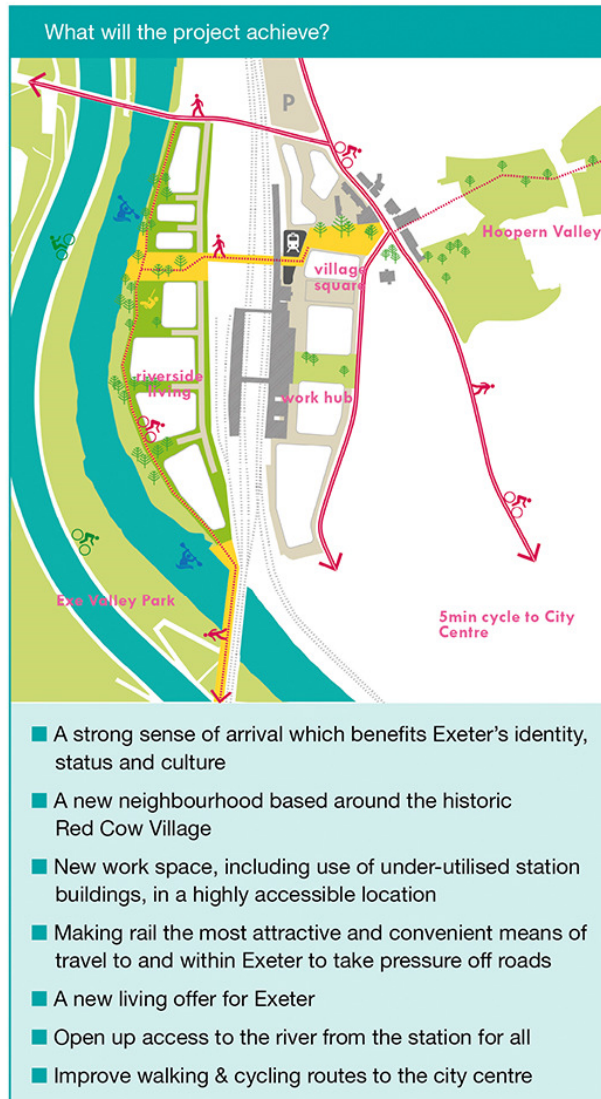 What will the project achieve?
P
Hoopern Valley
village
square
riverside
living
work hub
Exe Valley Park
5min cycle to City
Centre
A strong sense of arrival which benefits Exeter’s identity,
status and culture
A new neighbourhood based around the historic
Red Cow Village
New work space, including use of under-utilised station
buildings, in a highly accessible location
Making rail the most attractive and convenient means of
travel to and within Exeter to take pressure off roads
A new living offer for Exeter
Open up access to the river from the station for all
Improve walking & cycling routes to the city centre